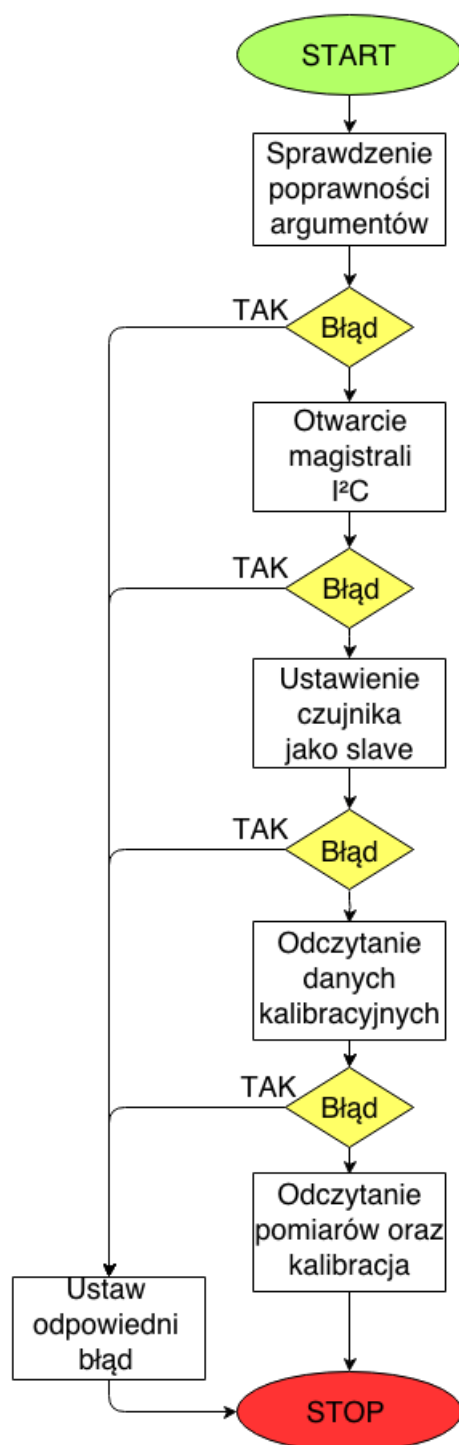 START
Sprawdzenie
poprawności
argumentów
TAK
Błąd
Otwarcie
magistrali
I²C
TAK
Błąd
Ustawienie
czujnika
jako slave
TAK
Błąd
Odczytanie
danych
kalibracyjnych
TAK
Błąd
Odczytanie
pomiarów oraz
kalibracja
Ustaw
odpowiedni
błąd
STOP